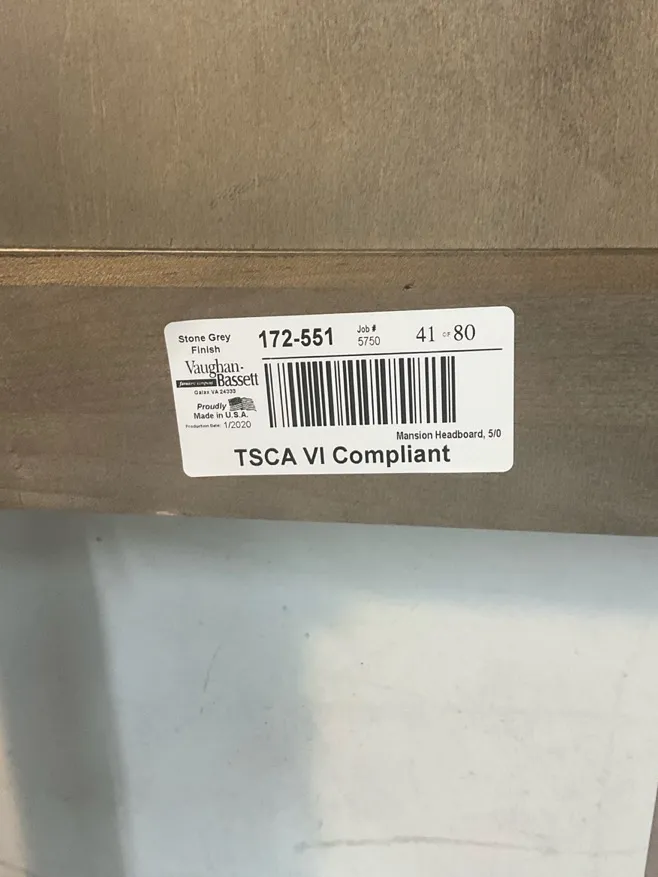 Stone Grey
Finish
172-551
Job #
5750
41 OF 80
Vaughan-
Bassett
Galax, VA 24333
Proudly
Made in U.S.A.
Production Date: 1/2020
Mansion Headboard, 5/0
TSCA VI Compliant